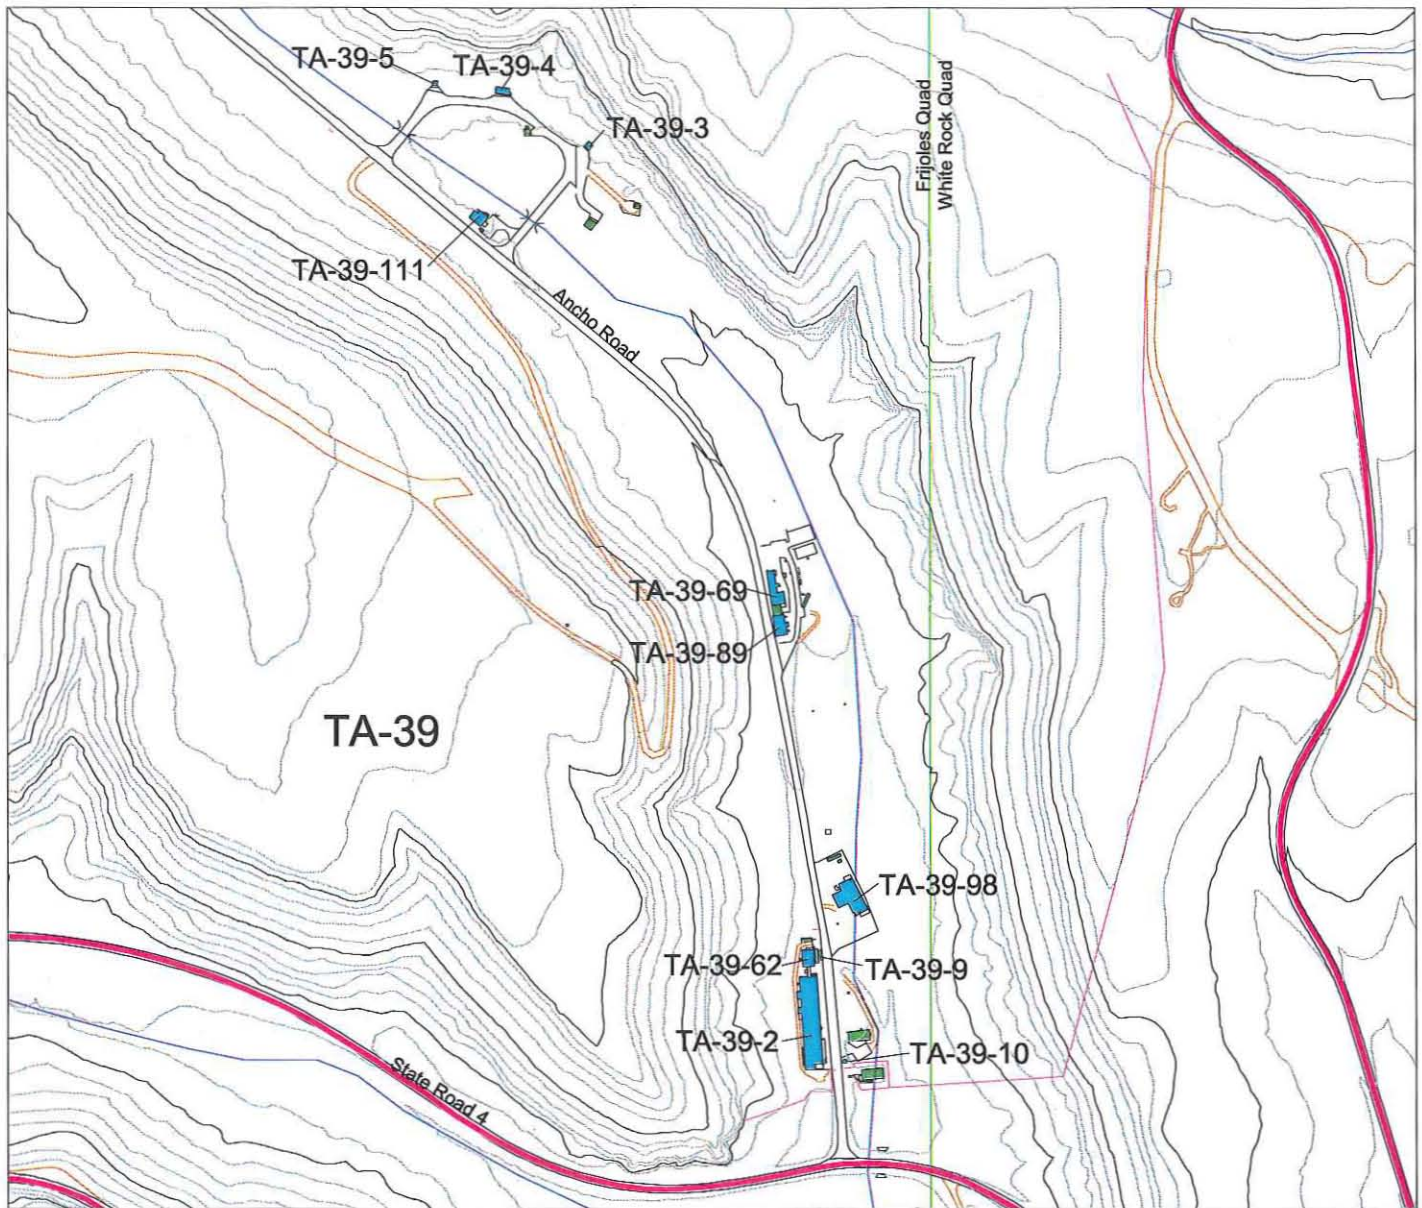 TA-39-5
TA-39-4
TA-39-3
Frijoles Quad
White Rock Quad
TA-39-111
Ancho Road
TA-39-69
TA-39-89
TA-39
TA-39-98
TA-39-62
TA-39-9
TA-39-2
TA-39-10
State Road 4